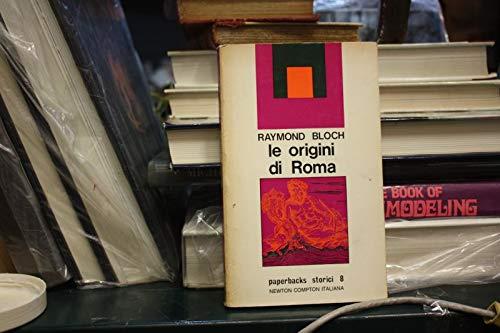 RAYMOND BLOCH
le origini
di Roma
paperbacks storici 8
NEWTON COMPTON ITALIANA
BOOK OF
MODELING